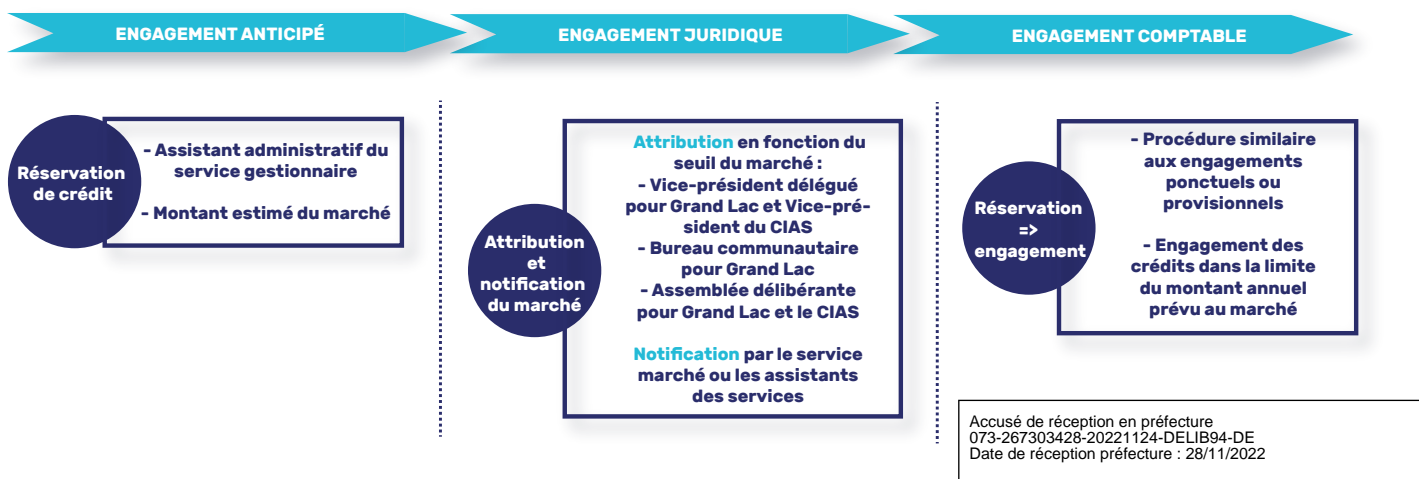 ENGAGEMENT ANTICIPÉ
ENGAGEMENT JURIDIQUE
ENGAGEMENT COMPTABLE
Réservation
de crédit
- Assistant administratif du
service gestionnaire
- Montant estimé du marché
Attribution
et
notification
du marché
Attribution en fonction du
seuil du marché :
- Vice-président délégué
pour Grand Lac et Vice-pré-
sident du CIAS
- Bureau communautaire
pour Grand Lac
- Assemblée délibérante
pour Grand Lac et le CIAS
Notification par le service
marché ou les assistants
des services
Réservation
=>
engagement
- Procédure similaire
aux engagements
ponctuels ou
provisionnels
- Engagement des
crédits dans la limite
du montant annuel
prévu au marché
Accusé de réception en préfecture
073-267303428-20221124-DELIB94-DE
Date de réception préfecture : 28/11/2022